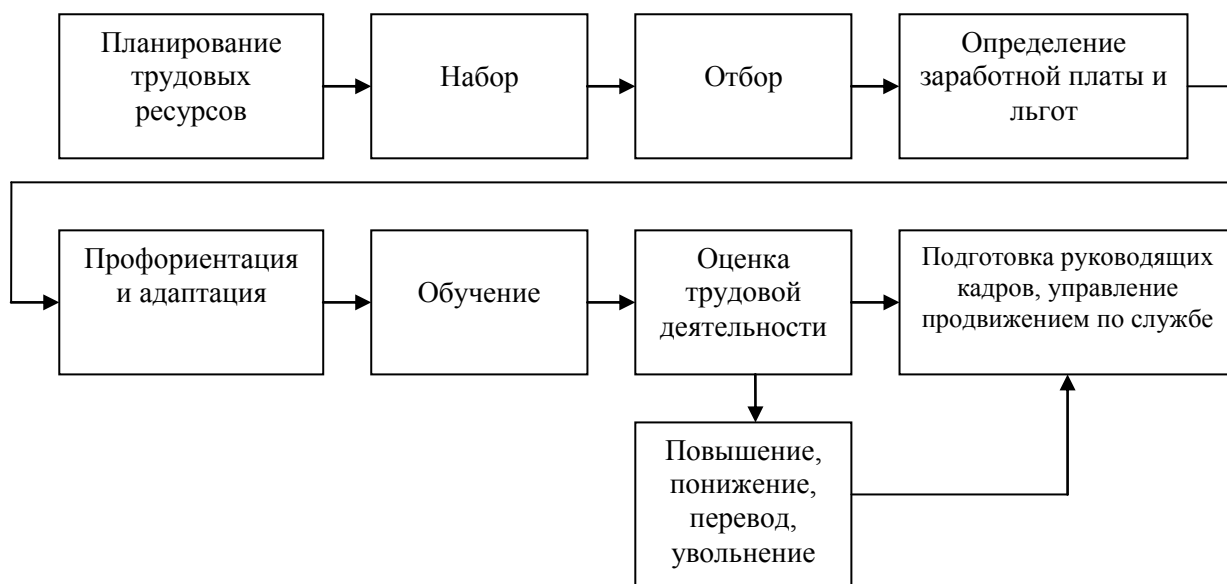 Планирование
трудовых
ресурсов
Набор
Отбор
Определение
заработной платы и
льгот
Профориентация
и адаптация
Обучение
Оценка
трудовой
деятельности
Подготовка руководящих
кадров, управление
продвижением по службе
Повышение,
понижение,
перевод,
увольнение